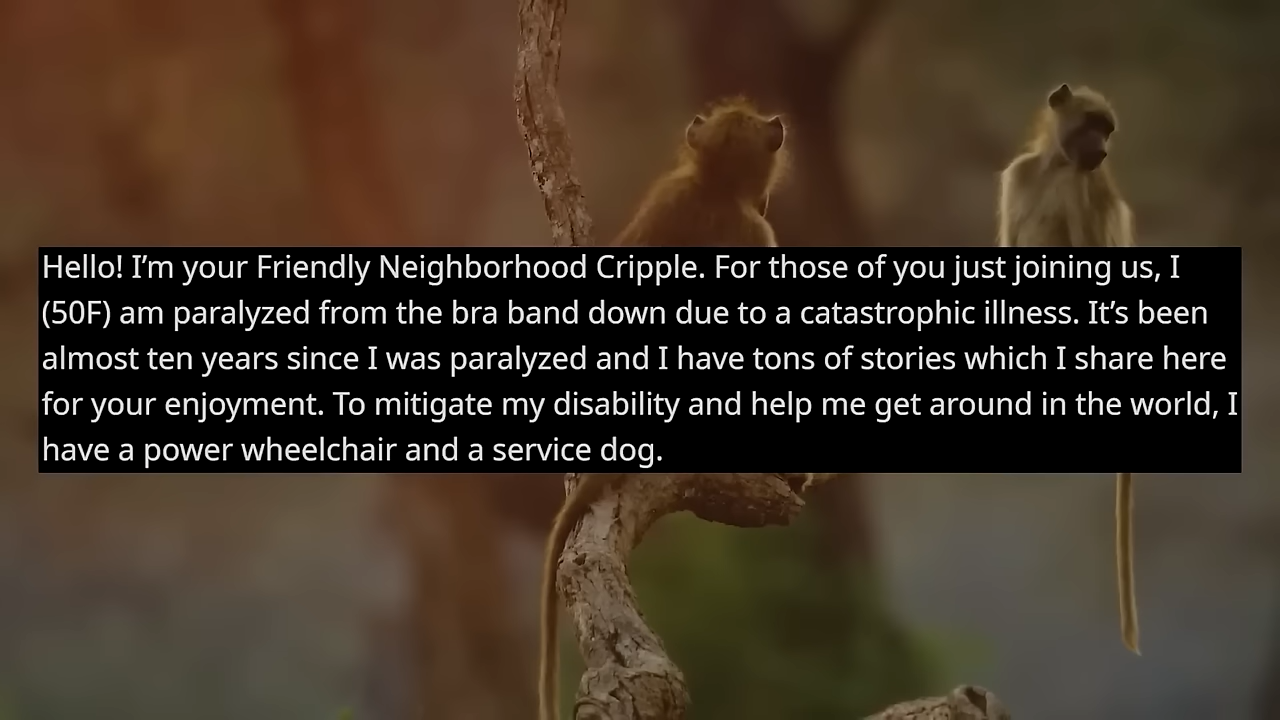 Hello! I’m your Friendly Neighborhood Cripple. For those of you just joining us, I
(50F) am paralyzed from the bra band down due to a catastrophic illness. It’s been
almost ten years since I was paralyzed and I have tons of stories which I share here
for your enjoyment. To mitigate my disability and help me get around in the world, I
have a power wheelchair and a service dog.